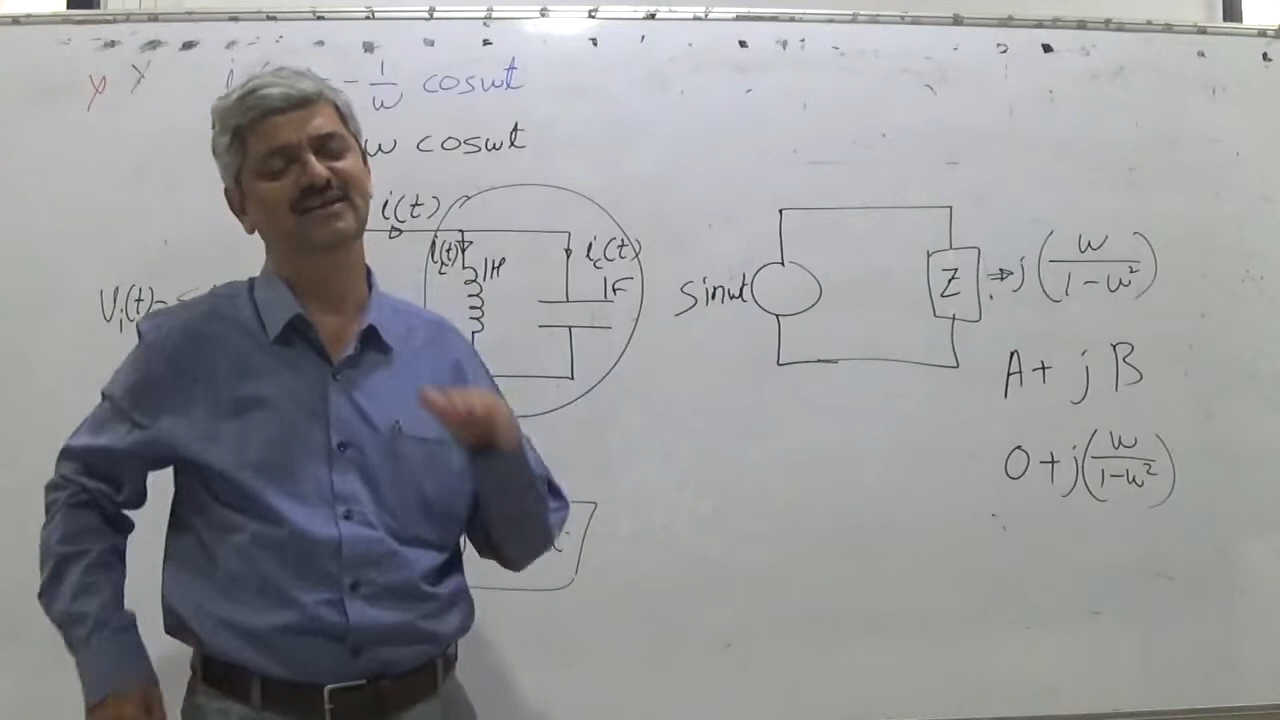 - 1/w coswt
w coswt
i(t)
i_L(t)
1H
i_c(t)
1F
V_i(t)=
sinwt
Z ⇒ j(w/(1-w²))
A + j B
0 + j(w/(1-w²))